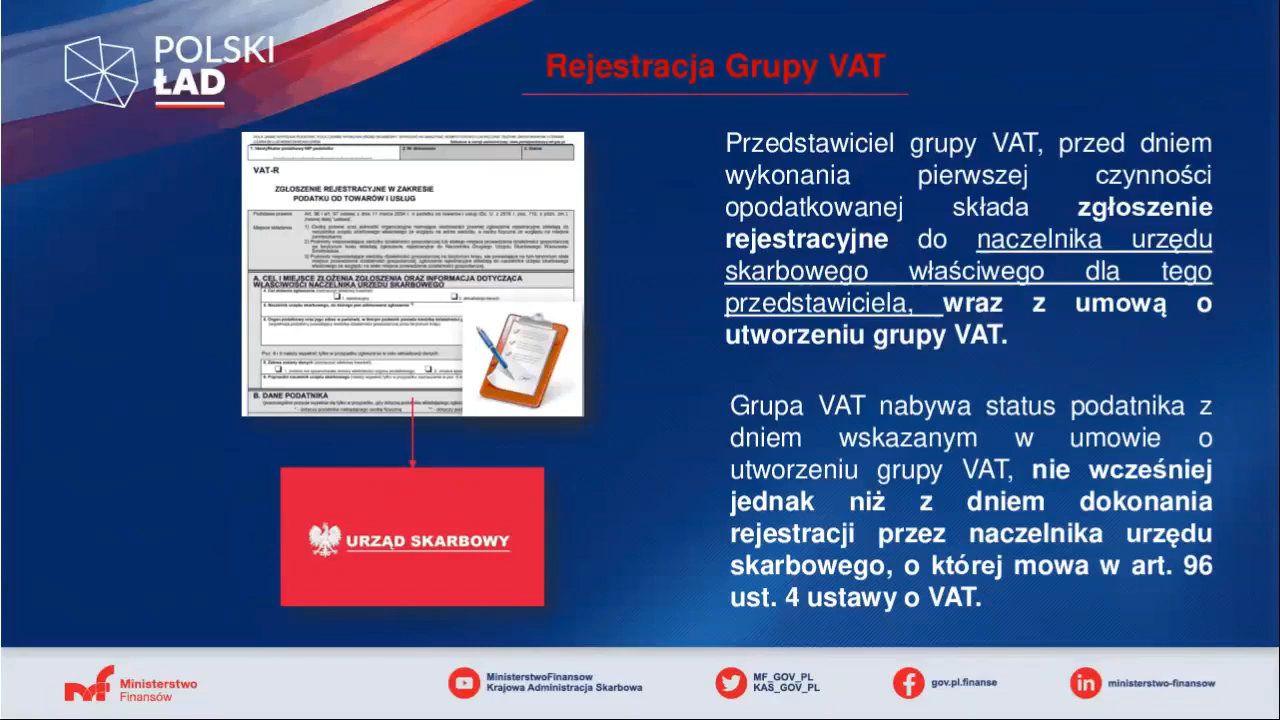 POLSKI
ŁAD
Rejestracja Grupy VAT
VAT-R
ZGŁOSZENIE REJESTRACYJNE W ZAKRESIE
PODATKU OD TOWARÓW I USŁUG
A. CEL I MIEJSCE ZŁOŻENIA ZGŁOSZENIA ORAZ INFORMACJA DOTYCZĄCA
WŁAŚCIWOŚCI NACZELNIKA URZĘDU SKARBOWEGO
B. DANE PODATNIKA
URZĄD SKARBOWY
Przedstawiciel grupy VAT, przed dniem
wykonania pierwszej czynności
opodatkowanej składa zgłoszenie
rejestracyjne do naczelnika urzędu
skarbowego właściwego dla tego
przedstawiciela, wraz z umową o
utworzeniu grupy VAT.
Grupa VAT nabywa status podatnika z
dniem wskazanym w umowie o
utworzeniu grupy VAT, nie wcześniej
jednak niż z dniem dokonania
rejestracji przez naczelnika urzędu
skarbowego, o której mowa w art. 96
ust. 4 ustawy o VAT.
Ministerstwo
Finansów
MinisterstwoFinansow
Krajowa Administracja Skarbowa
MF_GOV_PL
KAS_GOV_PL
gov.pl.finanse
ministerstwo-finansow